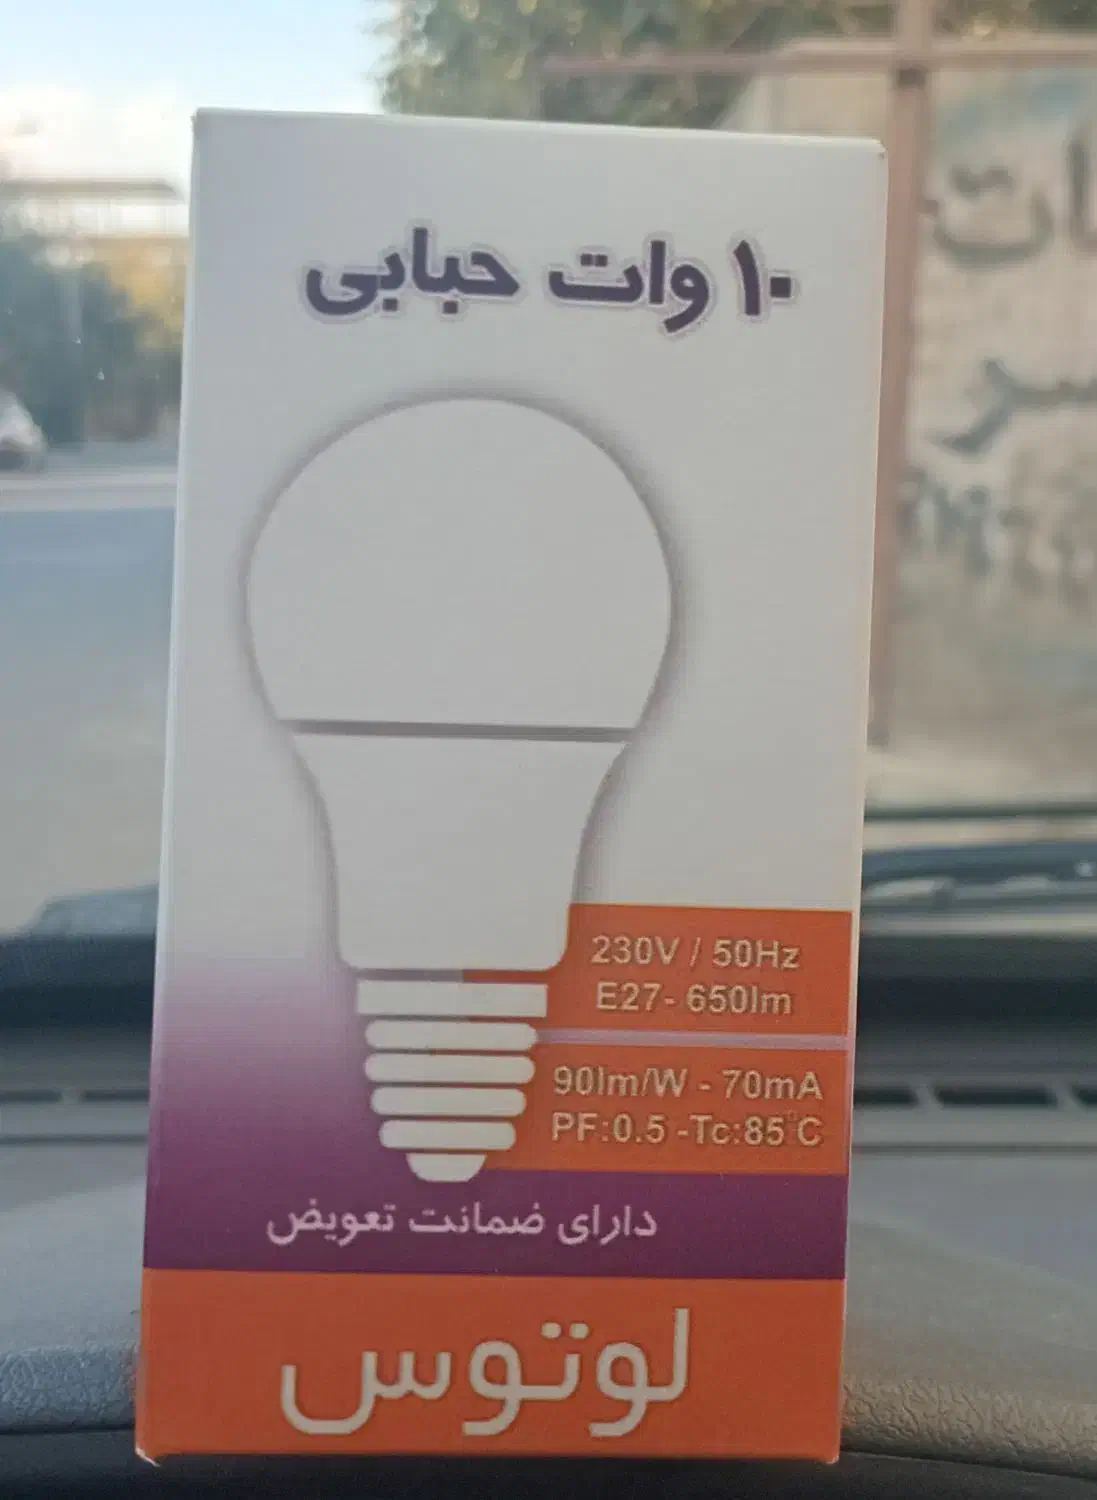 ۱۰ وات حبابی
230V / 50Hz
E27- 650lm
90lm/W - 70mA
PF:0.5 -Tc:85°C
دارای ضمانت تعویض
لوتوس